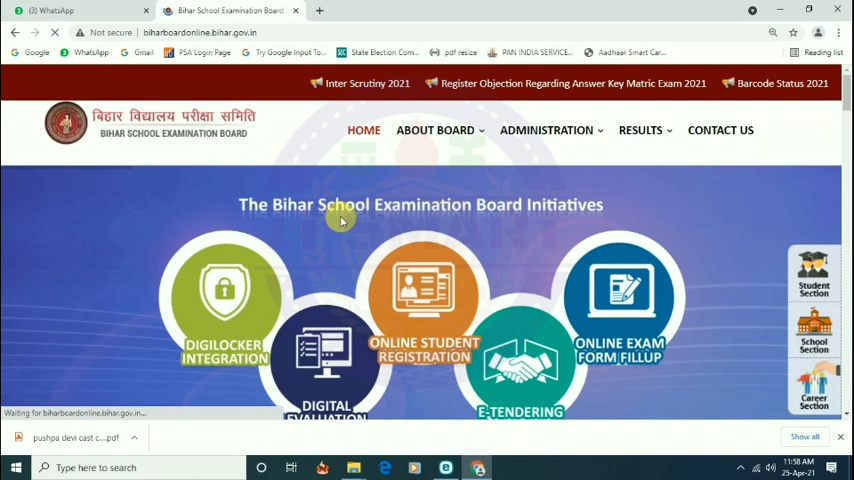 (3) WhatsApp
Bihar School Examination Board
Not secure
biharboardonline.bihar.gov.in
Google
WhatsApp
Gmail
PSA Login Page
Try Google Input To...
State Election Com...
pdf resize
PAN INDIA SERVICE...
Aadhaar Smart Car...
Reading list
Inter Scrutiny 2021
Register Objection Regarding Answer Key Matric Exam 2021
Barcode Status 2021
बिहार विद्यालय परीक्षा समिति
BIHAR SCHOOL EXAMINATION BOARD
HOME
ABOUT BOARD
ADMINISTRATION
RESULTS
CONTACT US
The Bihar School Examination Board Initiatives
DIGILOCKER
INTEGRATION
DIGITAL
EVALUATION
ONLINE STUDENT
REGISTRATION
E-TENDERING
ONLINE EXAM
FORM FILLUP
Student
Section
School
Section
Career
Section
Waiting for biharboardonline.bihar.gov.in...
pushpa devi cast c....pdf
Show all
Type here to search
11:58 AM
25-Apr-21